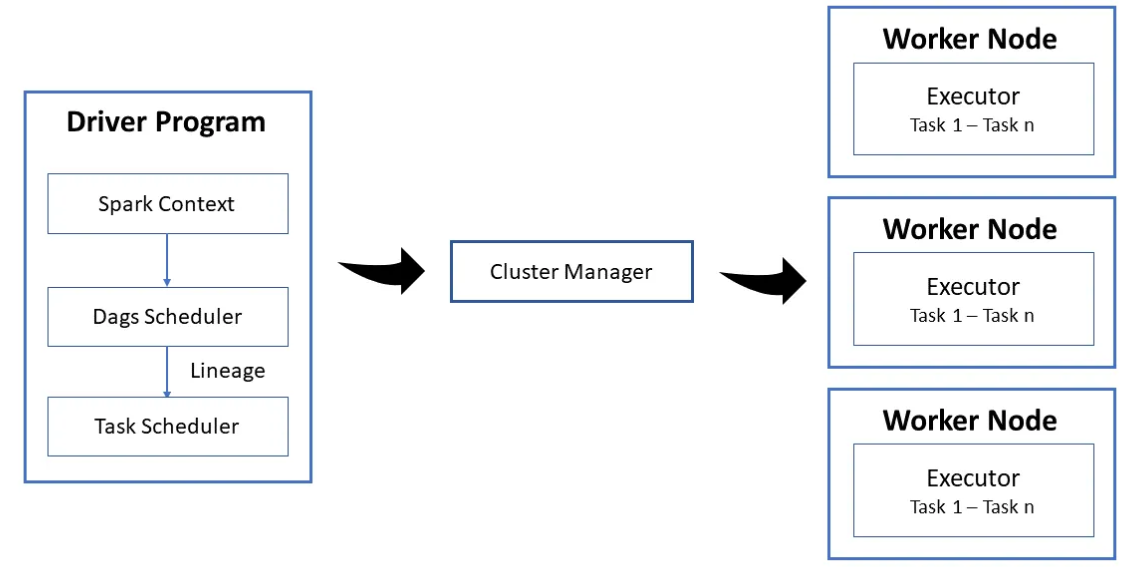 Driver Program
Spark Context
Dags Scheduler
Lineage
Task Scheduler
Cluster Manager
Worker Node
Executor
Task 1 – Task n
Worker Node
Executor
Task 1 – Task n
Worker Node
Executor
Task 1 – Task n